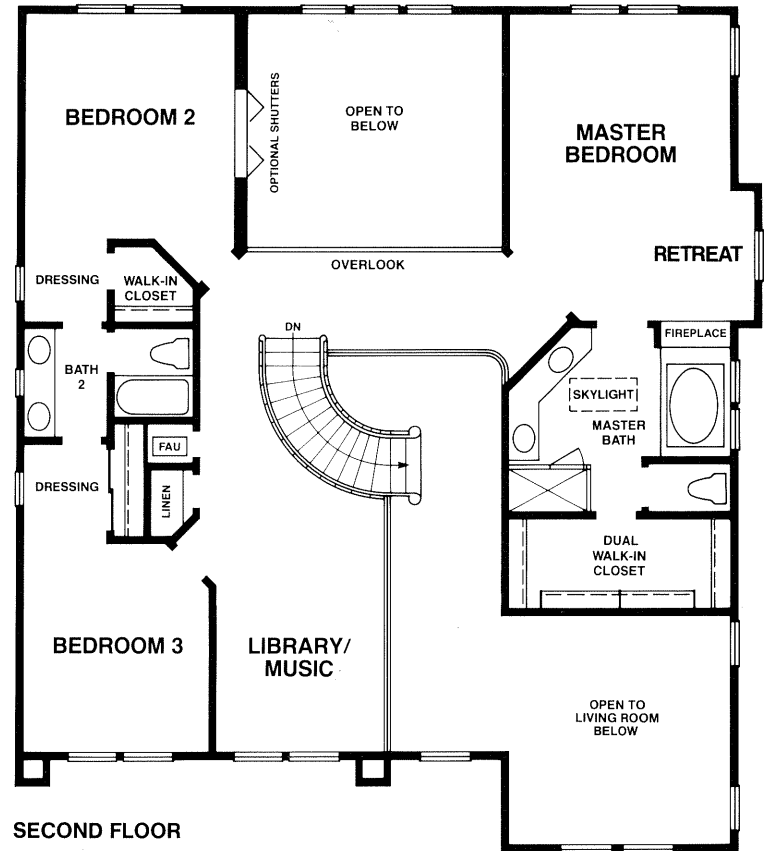 BEDROOM 2
OPTIONAL SHUTTERS
OPEN TO
BELOW
MASTER
BEDROOM
RETREAT
OVERLOOK
DRESSING
WALK-IN
CLOSET
DN
FIREPLACE
BATH
2
SKYLIGHT
MASTER
BATH
FAU
DRESSING
LINEN
DUAL
WALK-IN
CLOSET
BEDROOM 3
LIBRARY/
MUSIC
OPEN TO
LIVING ROOM
BELOW
SECOND FLOOR